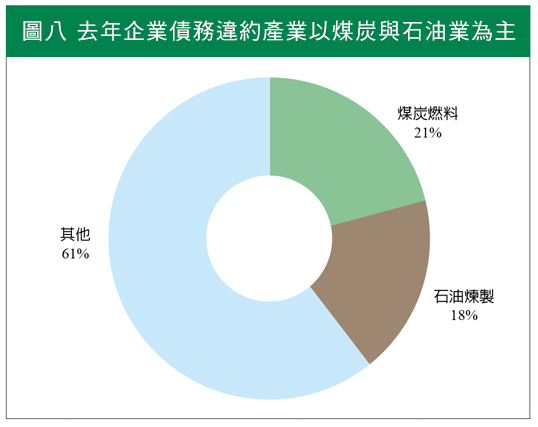 圖八 去年企業債務違約產業以煤炭與石油業為主
煤炭燃料
21%
其他
61%
石油煉製
18%